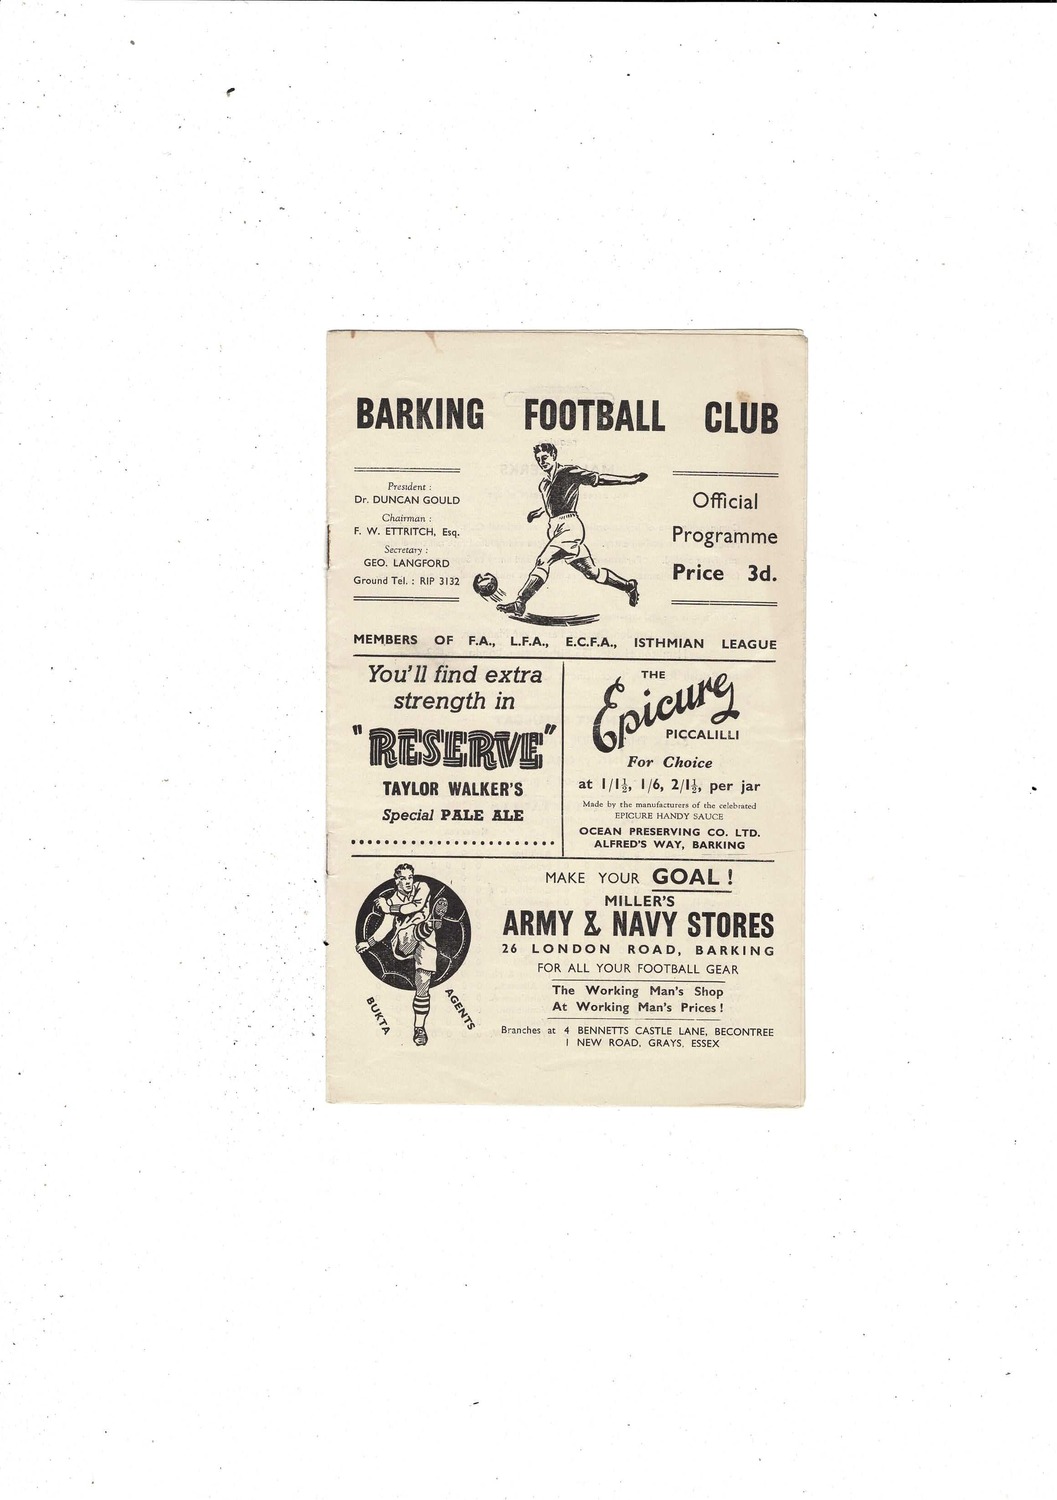 BARKING FOOTBALL CLUB
President :
Dr. DUNCAN GOULD
Chairman :
F. W. ETTRITCH, Esq.
Secretary :
GEO. LANGFORD
Ground Tel. : RIP 3132
Official
Programme
Price 3d.
MEMBERS OF F.A., L.F.A., E.C.F.A., ISTHMIAN LEAGUE
You'll find extra
strength in
"RESERVE"
TAYLOR WALKER'S
Special PALE ALE
THE
Epicure
PICCALILLI
For Choice
at 1/1½, 1/6, 2/1½, per jar
Made by the manufacturers of the celebrated
EPICURE HANDY SAUCE
OCEAN PRESERVING CO. LTD.
ALFRED'S WAY, BARKING
BUKTA AGENTS
MAKE YOUR GOAL !
MILLER'S
ARMY & NAVY STORES
26 LONDON ROAD, BARKING
FOR ALL YOUR FOOTBALL GEAR
The Working Man's Shop
At Working Man's Prices !
Branches at 4 BENNETTS CASTLE LANE, BECONTREE
1 NEW ROAD, GRAYS, ESSEX